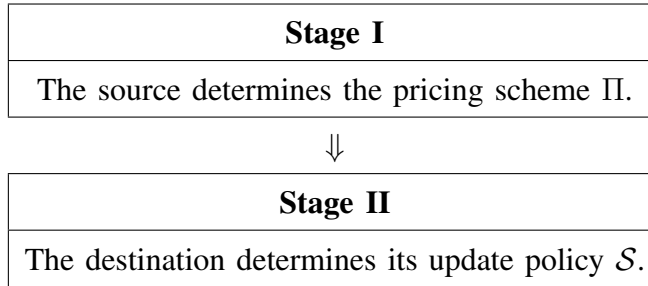 Stage I
The source determines the pricing scheme Π.
⇓
Stage II
The destination determines its update policy 𝒮.